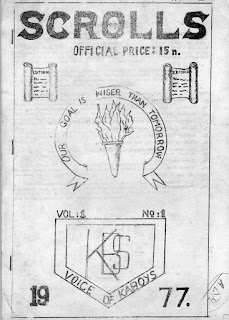 SCROLLS
OFFICIAL PRICE: 15 n.
OUR GOAL IS WISER THAN TOMORROW
VOL: 1 No: 1
KBS
VOICE OF KAROYS
19 77.